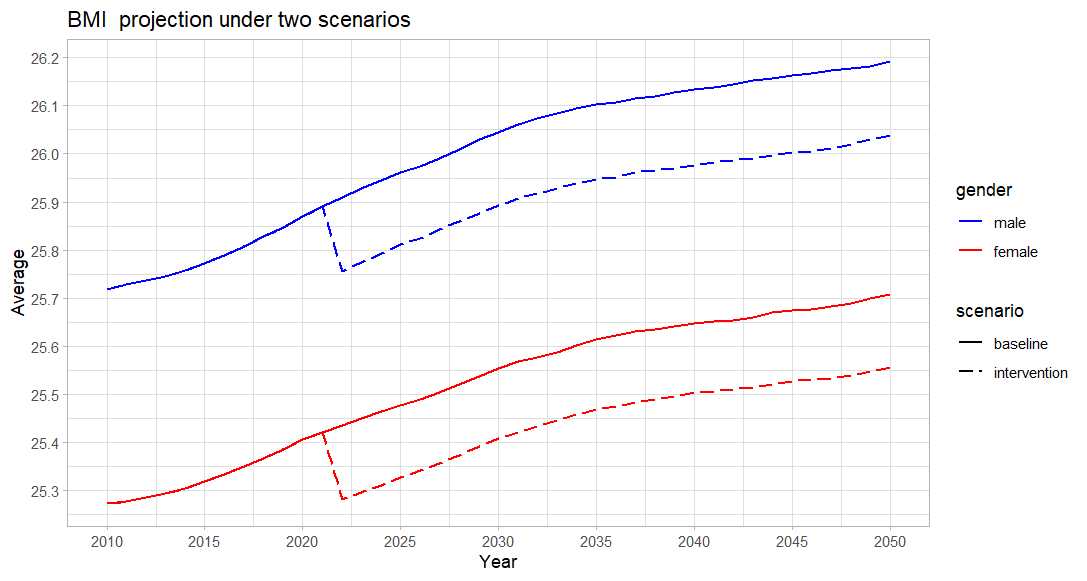 BMI  projection under two scenarios
26.2
26.1
26.0
25.9
25.8
25.7
25.6
25.5
25.4
25.3
Average
2010 2015 2020 2025 2030 2035 2040 2045 2050
Year
gender
male
female
scenario
baseline
intervention